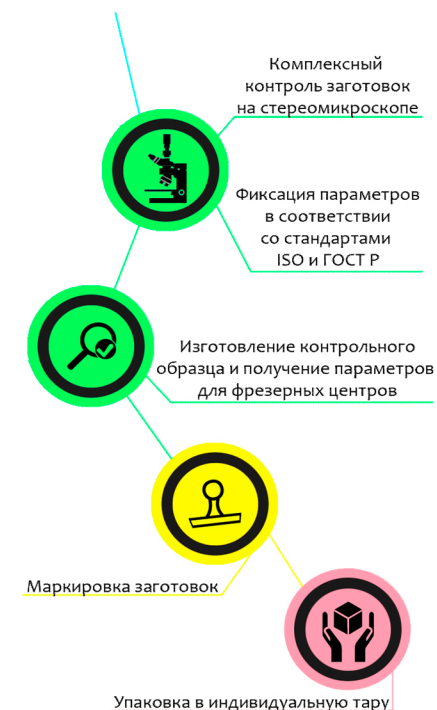 Комплексный
контроль заготовок
на стереомикроскопе
Фиксация параметров
в соответствии
со стандартами
ISO и ГОСТ Р
Изготовление контрольного
образца и получение параметров
для фрезерных центров
Маркировка заготовок
Упаковка в индивидуальную тару